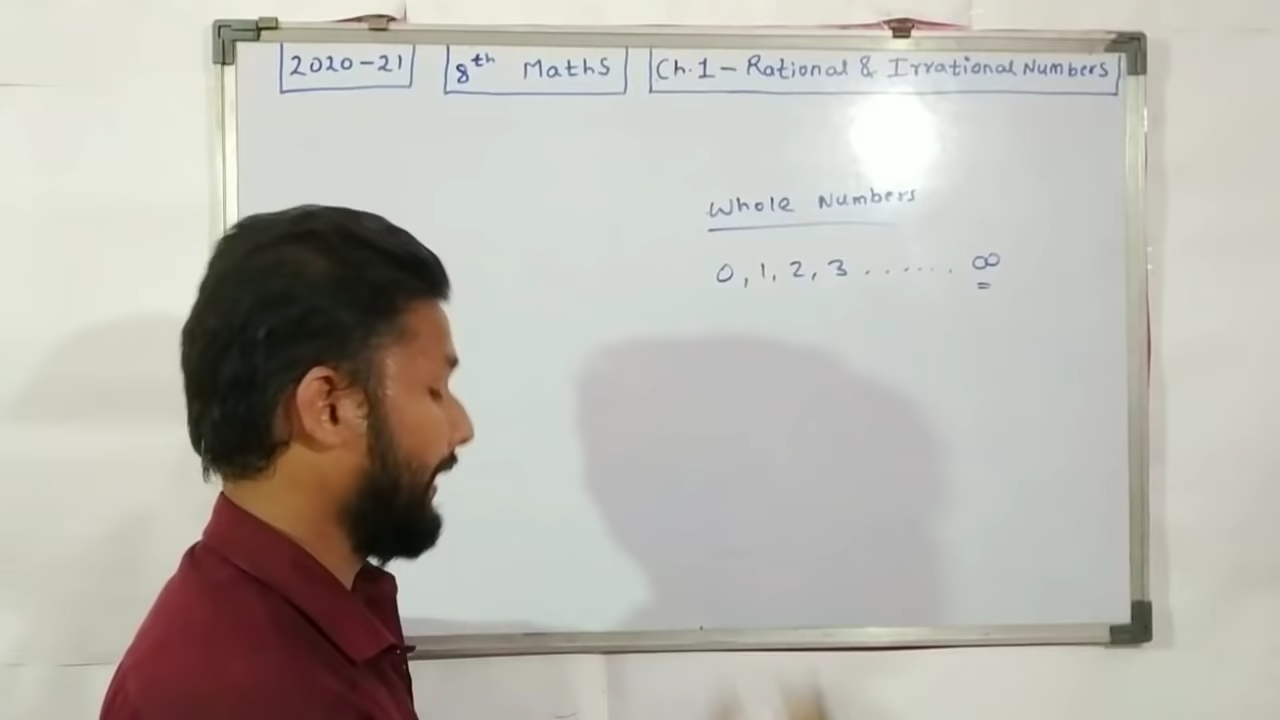 2020-21 8th Maths Ch.1 - Rational & Irrational Numbers
Whole Numbers
0, 1, 2, 3 ....... ∞